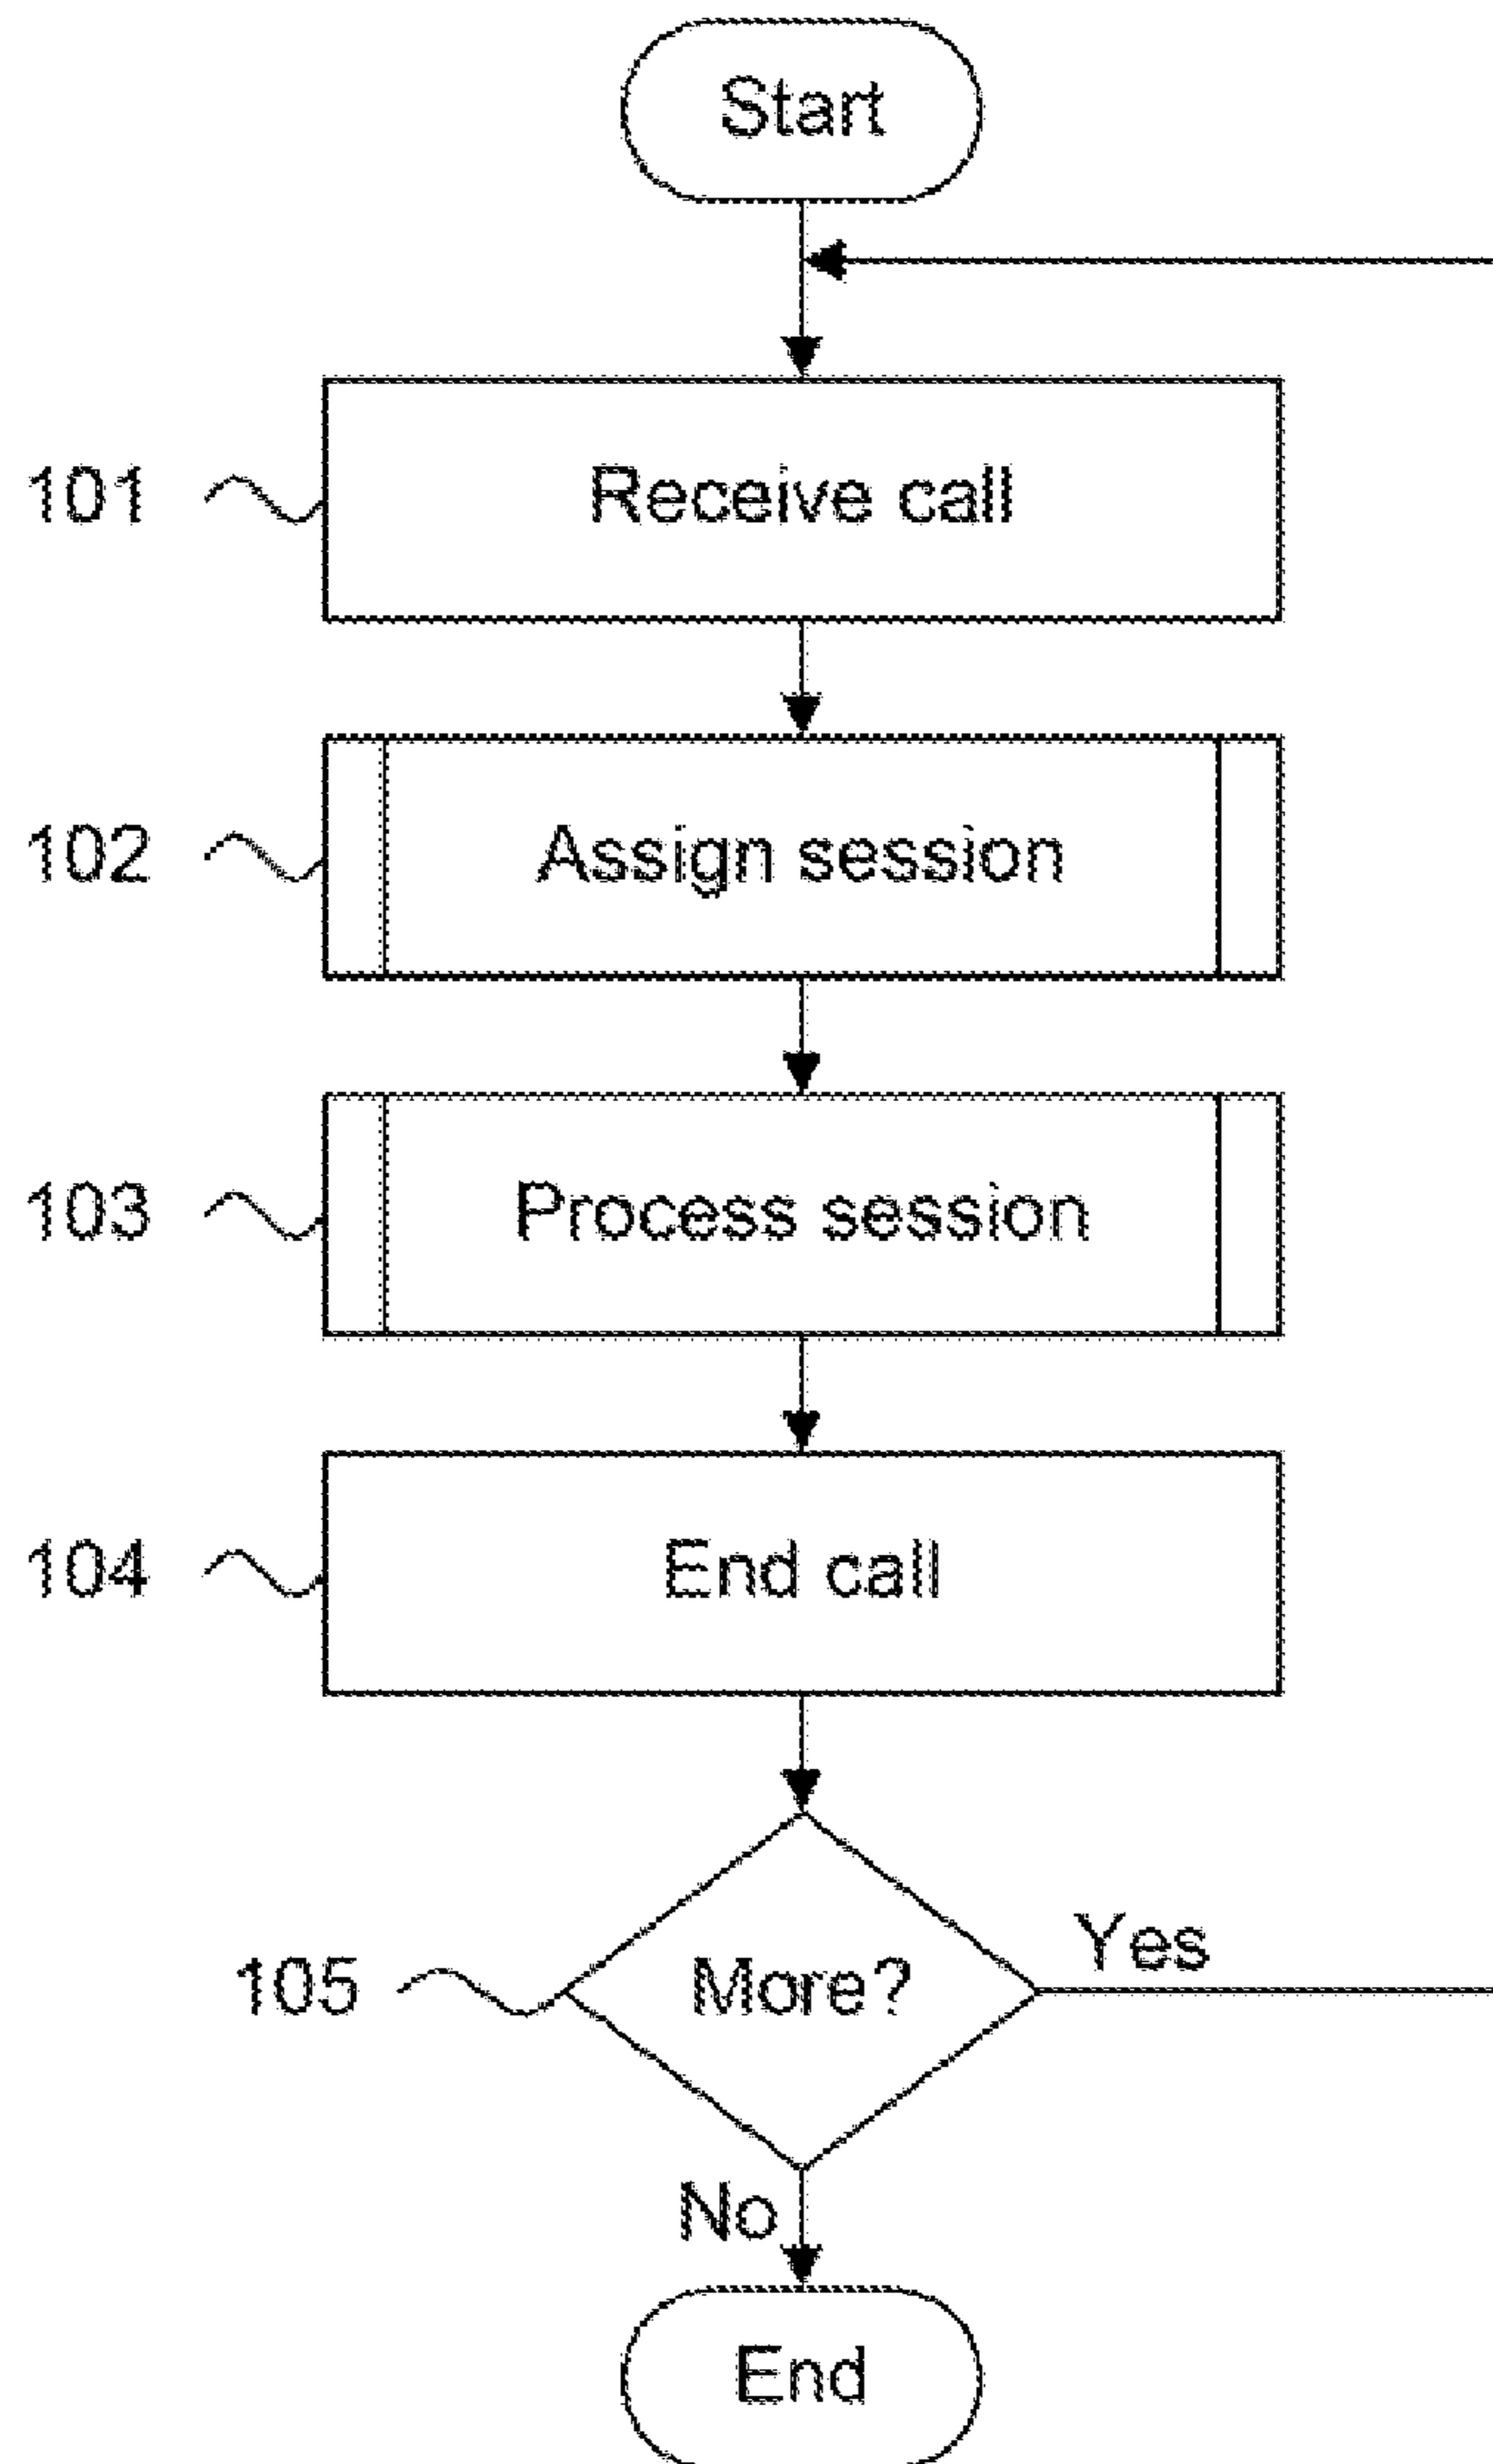 Start
101
Receive call
102
Assign session
103
Process session
104
End call
105
More?
Yes
No
End